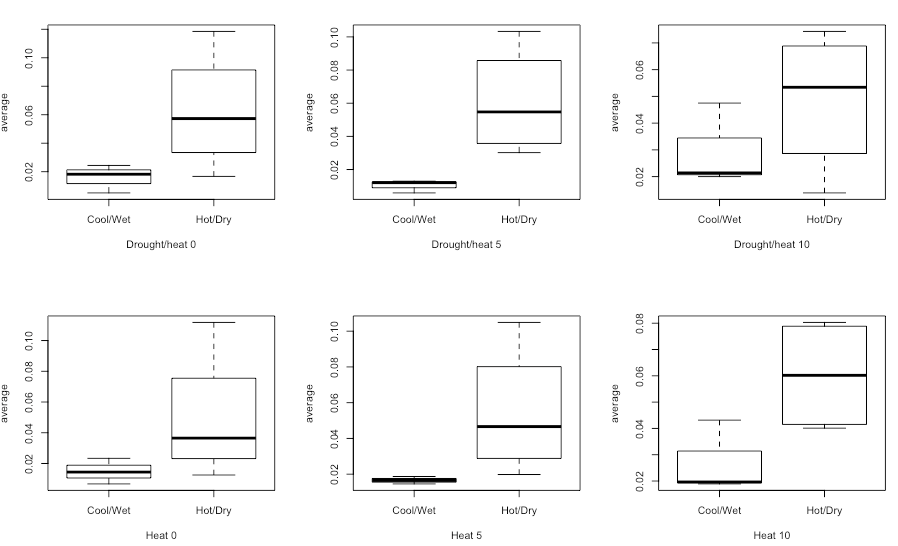 average
0.02
0.06
0.10
Cool/Wet
Hot/Dry
Drought/heat 0
average
0.02
0.04
0.06
0.08
0.10
Cool/Wet
Hot/Dry
Drought/heat 5
average
0.02
0.04
0.06
Cool/Wet
Hot/Dry
Drought/heat 10
average
0.02
0.04
0.06
0.08
0.10
Cool/Wet
Hot/Dry
Heat 0
average
0.02
0.04
0.06
0.08
0.10
Cool/Wet
Hot/Dry
Heat 5
average
0.02
0.04
0.06
0.08
Cool/Wet
Hot/Dry
Heat 10